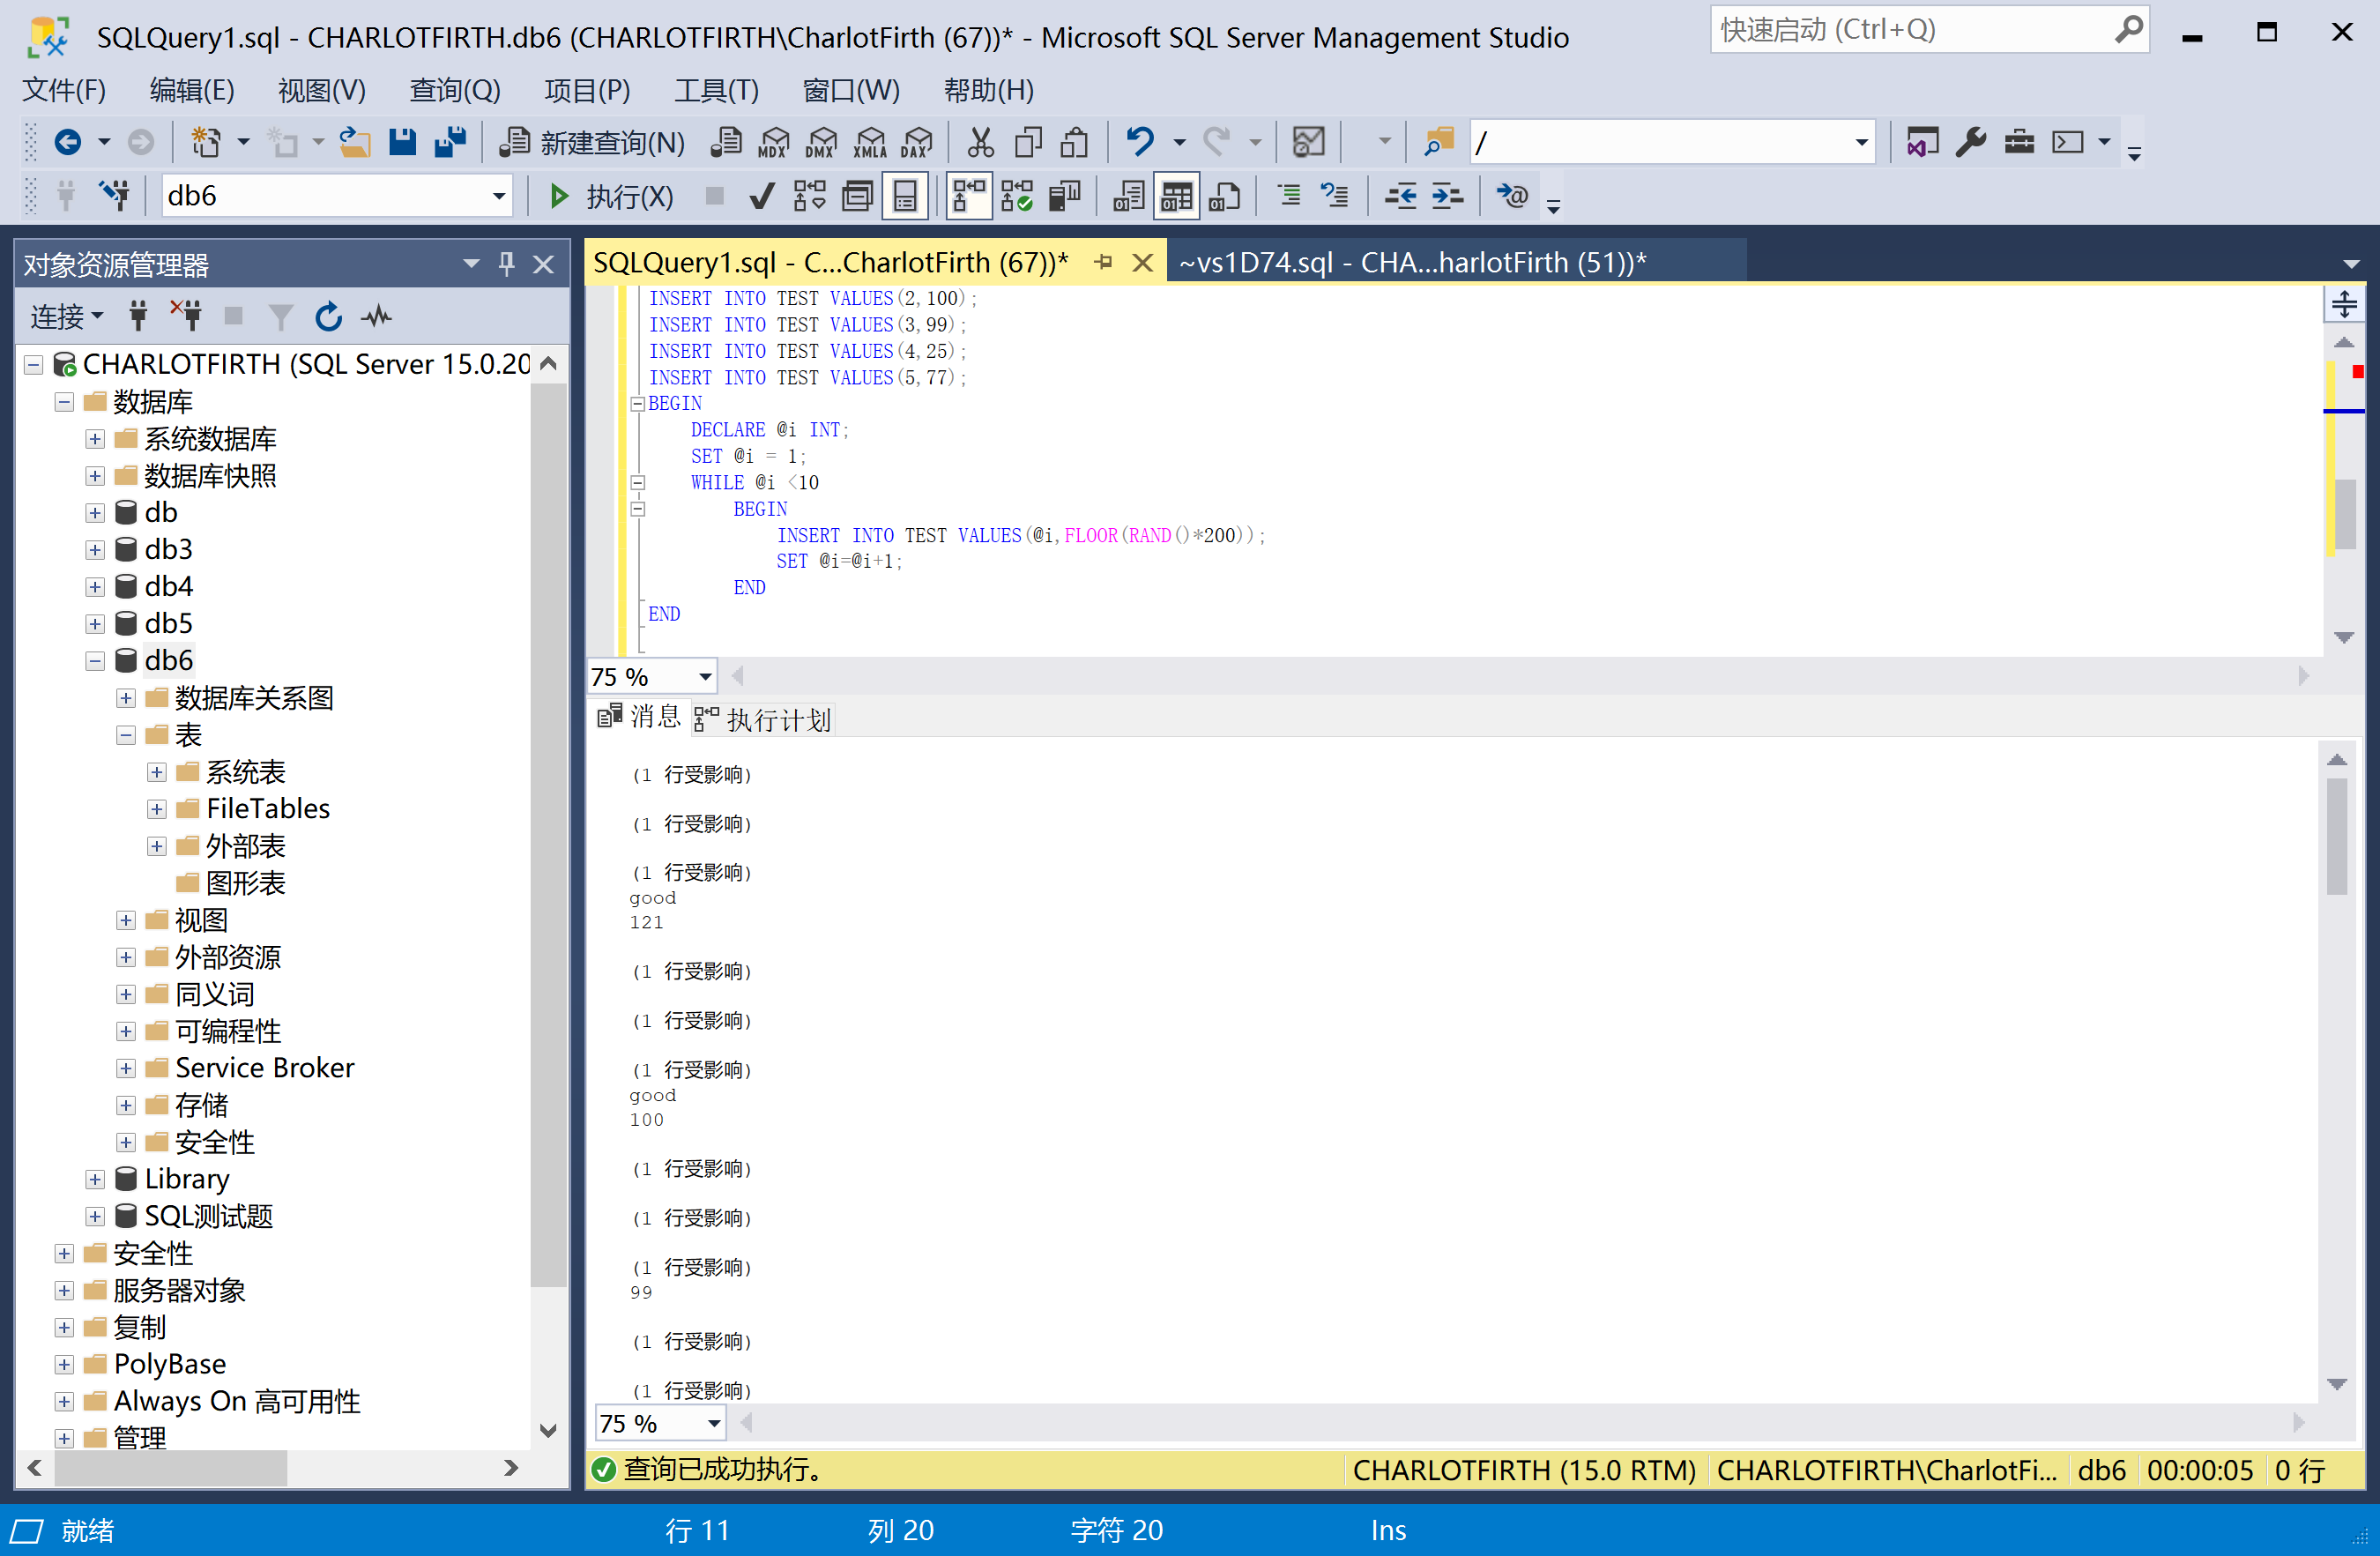 SQLQuery1.sql - CHARLOTFIRTH.db6 (CHARLOTFIRTH\CharlotFirth (67))* - Microsoft SQL Server Management Studio
快速启动 (Ctrl+Q)
文件(F) 编辑(E) 视图(V) 查询(Q) 项目(P) 工具(T) 窗口(W) 帮助(H)
新建查询(N) MDX DMX XMLA DAX /
db6 执行(X)
对象资源管理器
连接
CHARLOTFIRTH (SQL Server 15.0.20
数据库
系统数据库
数据库快照
db
db3
db4
db5
db6
数据库关系图
表
系统表
FileTables
外部表
图形表
视图
外部资源
同义词
可编程性
Service Broker
存储
安全性
Library
SQL测试题
安全性
服务器对象
复制
PolyBase
Always On 高可用性
管理
SQLQuery1.sql - C...CharlotFirth (67))* ~vs1D74.sql - CHA...harlotFirth (51))*
INSERT INTO TEST VALUES(2,100);
INSERT INTO TEST VALUES(3,99);
INSERT INTO TEST VALUES(4,25);
INSERT INTO TEST VALUES(5,77);
BEGIN
DECLARE @i INT;
SET @i = 1;
WHILE @i <10
BEGIN
INSERT INTO TEST VALUES(@i,FLOOR(RAND()*200));
SET @i=@i+1;
END
END
75 %
消息 执行计划
(1 行受影响)
(1 行受影响)
(1 行受影响)
good
121
(1 行受影响)
(1 行受影响)
(1 行受影响)
good
100
(1 行受影响)
(1 行受影响)
(1 行受影响)
99
(1 行受影响)
(1 行受影响)
75 %
查询已成功执行。 CHARLOTFIRTH (15.0 RTM) CHARLOTFIRTH\CharlotFi... db6 00:00:05 0 行
就绪 行 11 列 20 字符 20 Ins